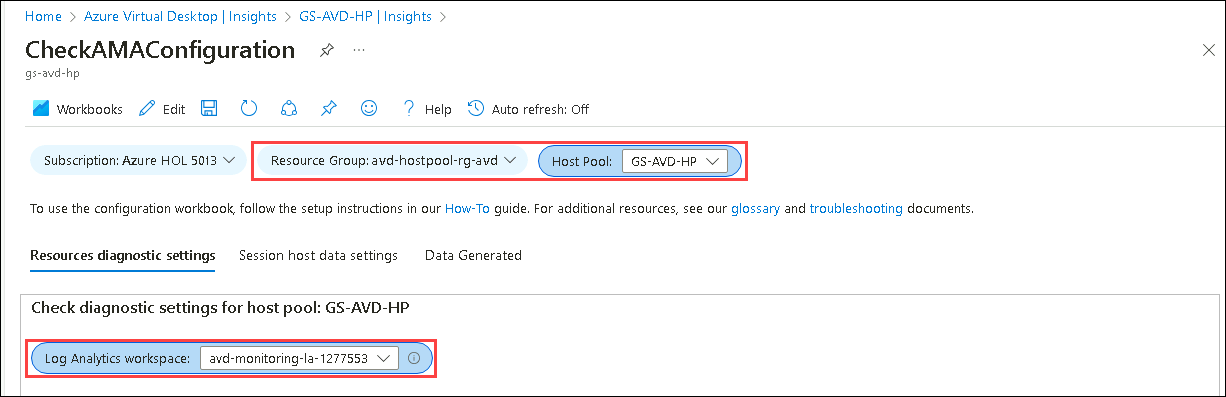 Home > Azure Virtual Desktop | Insights > GS-AVD-HP | Insights >
CheckAMAConfiguration
gs-avd-hp
Workbooks Edit Help Auto refresh: Off
Subscription: Azure HOL 5013 Resource Group: avd-hostpool-rg-avd Host Pool: GS-AVD-HP
To use the configuration workbook, follow the setup instructions in our How-To guide. For additional resources, see our glossary and troubleshooting documents.
Resources diagnostic settings Session host data settings Data Generated
Check diagnostic settings for host pool: GS-AVD-HP
Log Analytics workspace: avd-monitoring-la-1277553